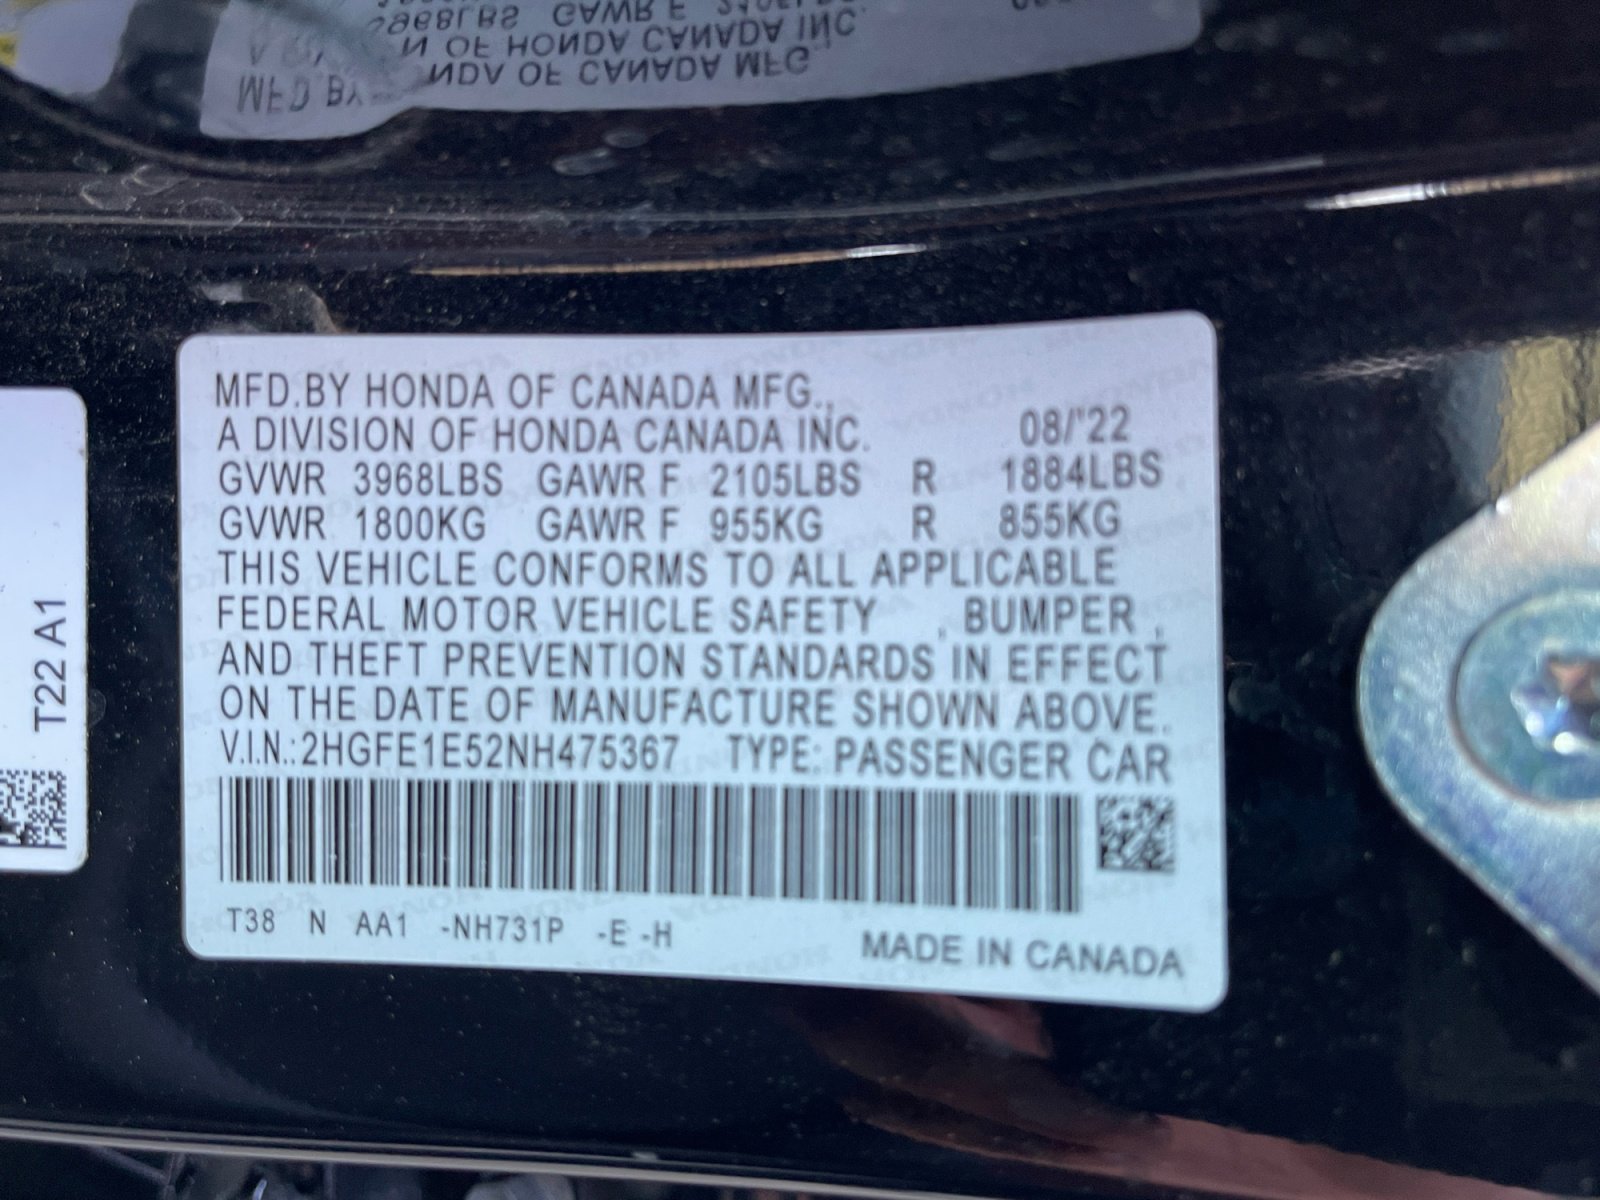 MFD.BY HONDA OF CANADA MFG.,
A DIVISION OF HONDA CANADA INC. 08/'22
GVWR 3968LBS GAWR F 2105LBS R 1884LBS,
GVWR 1800KG GAWR F 955KG R 855KG
THIS VEHICLE CONFORMS TO ALL APPLICABLE
FEDERAL MOTOR VEHICLE SAFETY , BUMPER ,
AND THEFT PREVENTION STANDARDS IN EFFECT
ON THE DATE OF MANUFACTURE SHOWN ABOVE.
V.I.N.:2HGFE1E52NH475367 TYPE: PASSENGER CAR
T38 N AA1 -NH731P -E -H
MADE IN CANADA
T22 A1